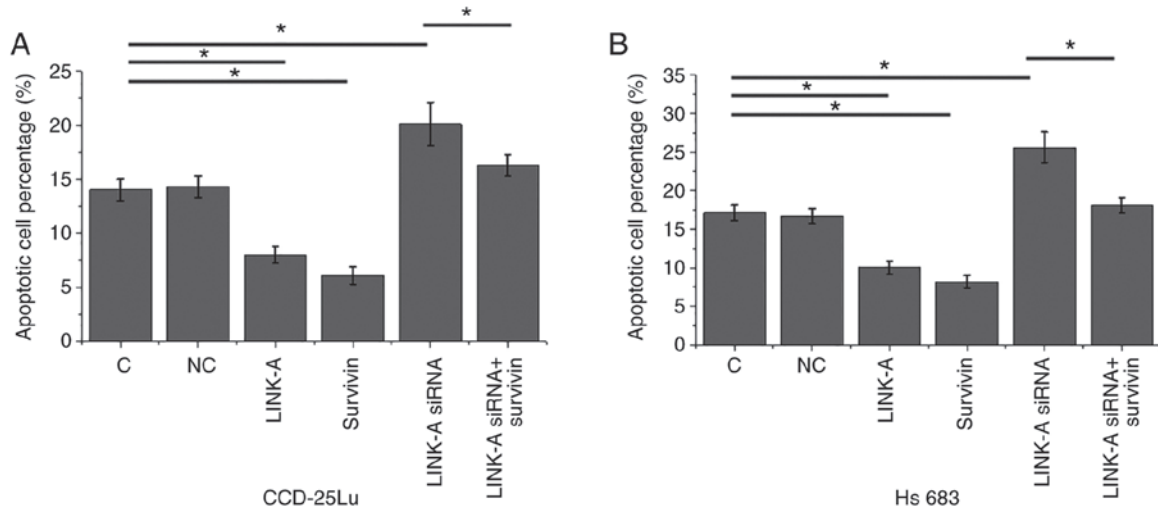 A
*
*
*
*
Apoptotic cell percentage (%)
25
20
15
10
5
0
C
NC
LINK-A
Survivin
LINK-A siRNA
LINK-A siRNA+
survivin
CCD-25Lu
B
*
*
*
*
Apoptotic cell percentage (%)
35
30
25
20
15
10
5
0
C
NC
LINK-A
Survivin
LINK-A siRNA
LINK-A siRNA+
survivin
Hs 683